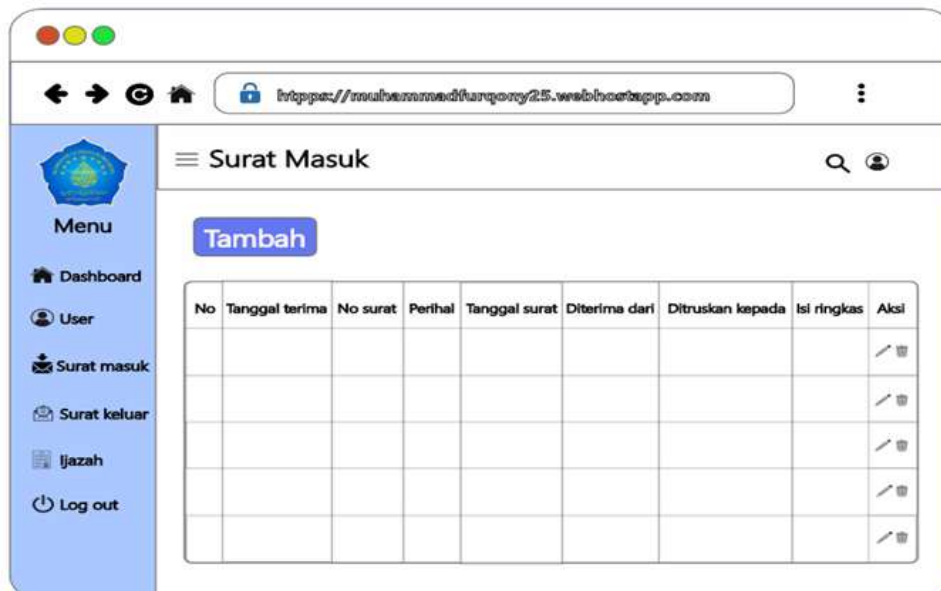 htpps://muhammadfurqony25.webhostapp.com
Surat Masuk
Menu
Dashboard
User
Surat masuk
Surat keluar
Ijazah
Log out
Tambah
No Tanggal terima No surat Perihal Tanggal surat Diterima dari Ditruskan kepada Isi ringkas Aksi